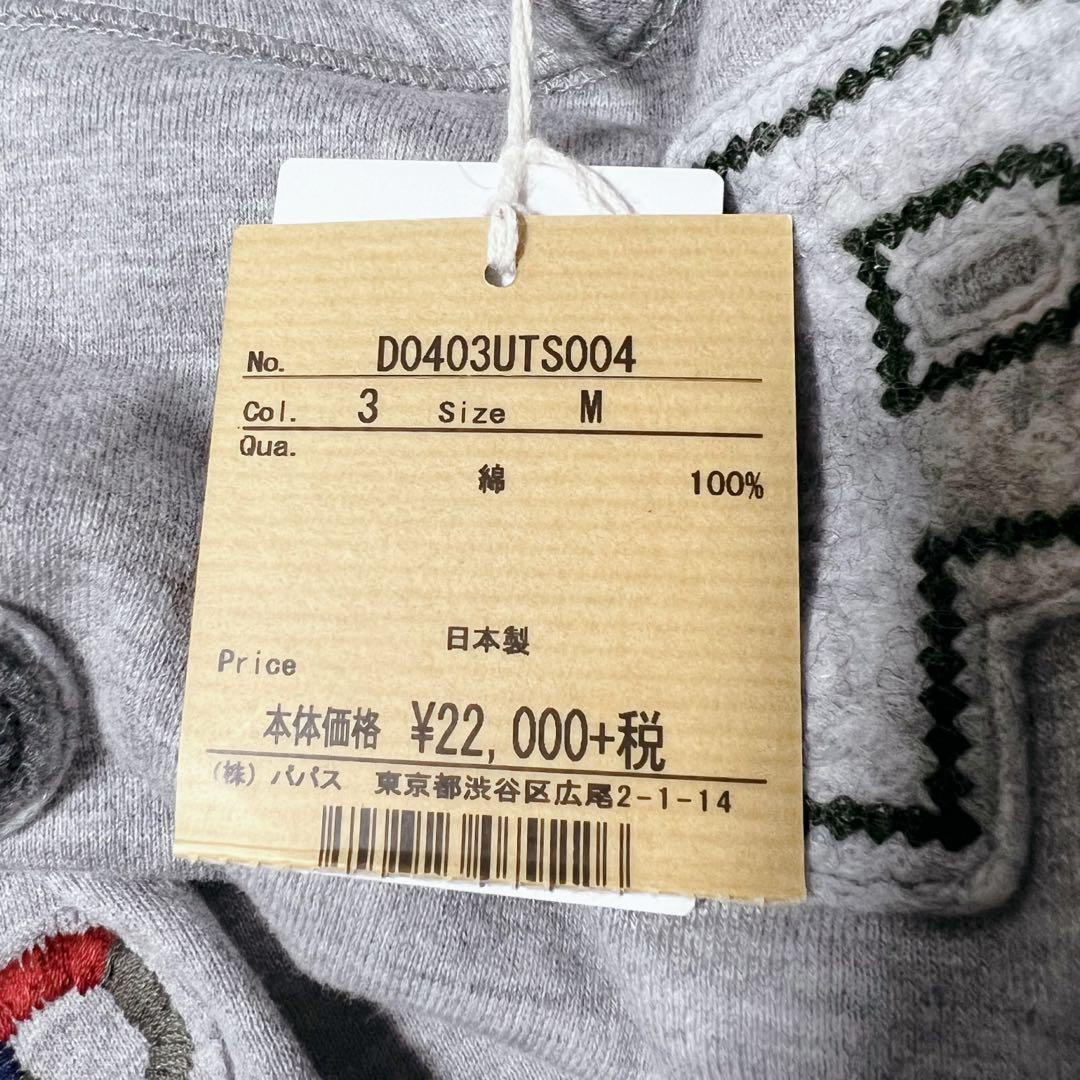 No. D0403UTS004
Col. 3 Size M
Qua.
綿 100%
日本製
Price
本体価格 ¥22,000+税
(株) パパス 東京都渋谷区広尾2-1-14